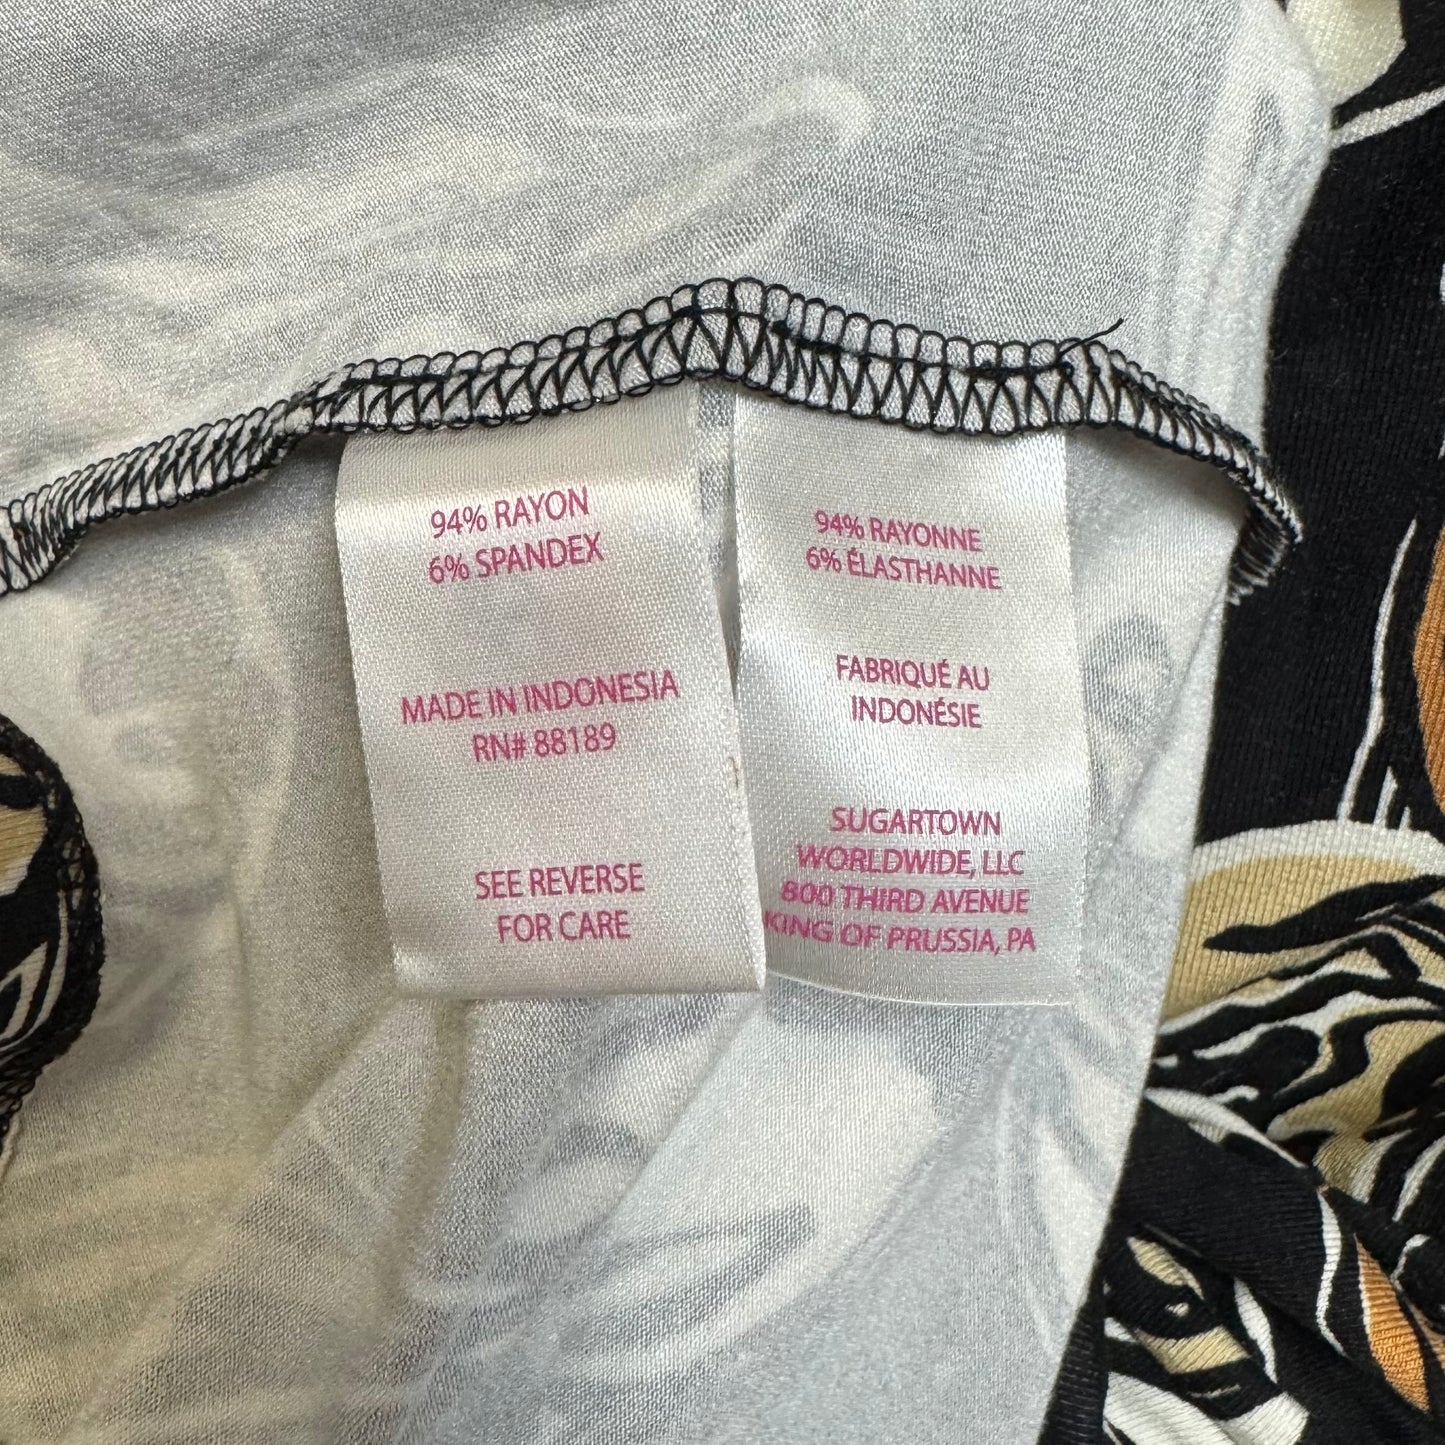 94% RAYON
6% SPANDEX
MADE IN INDONESIA
RN# 88189
SEE REVERSE
FOR CARE
94% RAYONNE
6% ÉLASTHANNE
FABRIQUÉ AU
INDONÉSIE
SUGARTOWN
WORLDWIDE, LLC
800 THIRD AVENUE
KING OF PRUSSIA, PA